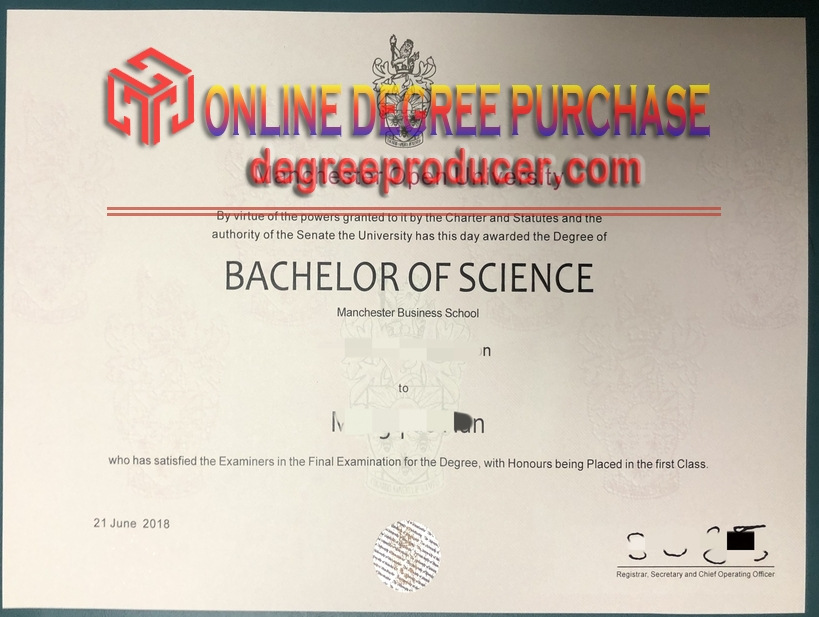 ONLINE DEGREE PURCHASE
degreeproducer.com
Manchester Open University
By virtue of the powers granted to it by the Charter and Statutes and the
authority of the Senate the University has this day awarded the Degree of
BACHELOR OF SCIENCE
Manchester Business School
to
who has satisfied the Examiners in the Final Examination for the Degree, with Honours being Placed in the first Class.
21 June 2018
Registrar, Secretary and Chief Operating Officer